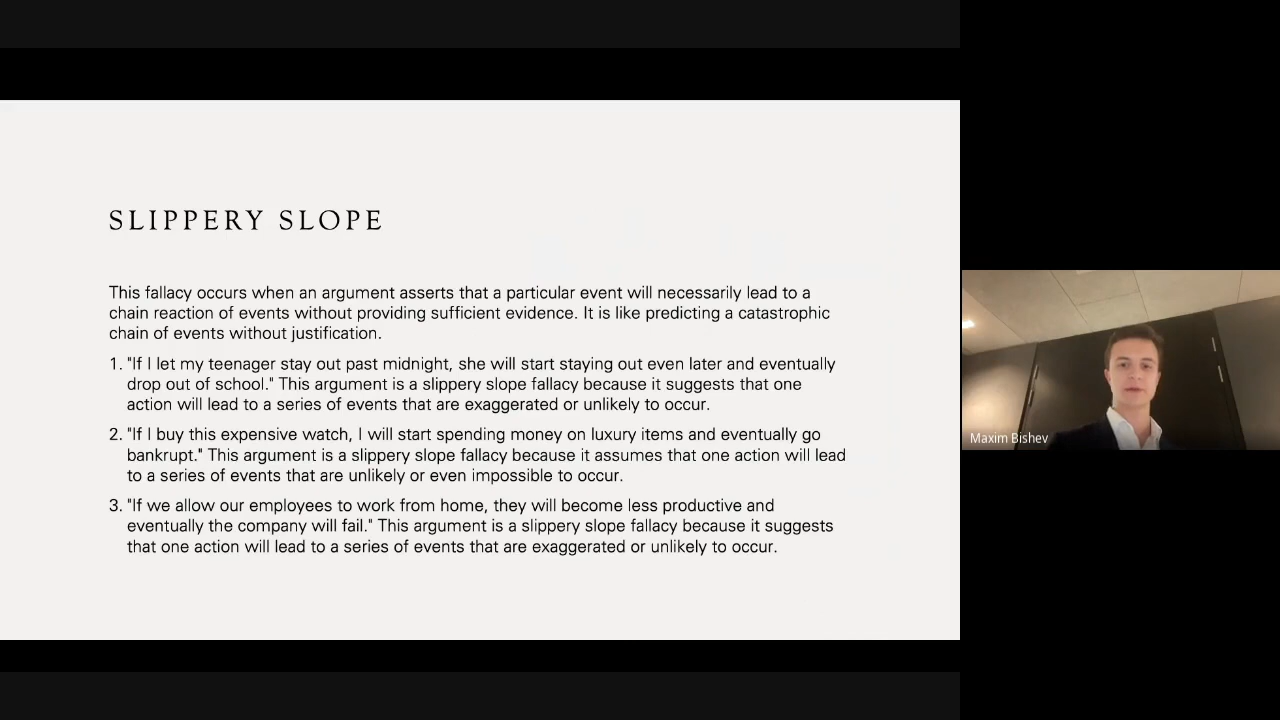 SLIPPERY SLOPE
This fallacy occurs when an argument asserts that a particular event will necessarily lead to a
chain reaction of events without providing sufficient evidence. It is like predicting a catastrophic
chain of events without justification.
1. "If I let my teenager stay out past midnight, she will start staying out even later and eventually
drop out of school." This argument is a slippery slope fallacy because it suggests that one
action will lead to a series of events that are exaggerated or unlikely to occur.
2. "If I buy this expensive watch, I will start spending money on luxury items and eventually go
bankrupt." This argument is a slippery slope fallacy because it assumes that one action will lead
to a series of events that are unlikely or even impossible to occur.
3. "If we allow our employees to work from home, they will become less productive and
eventually the company will fail." This argument is a slippery slope fallacy because it suggests
that one action will lead to a series of events that are exaggerated or unlikely to occur.
Maxim Bishev